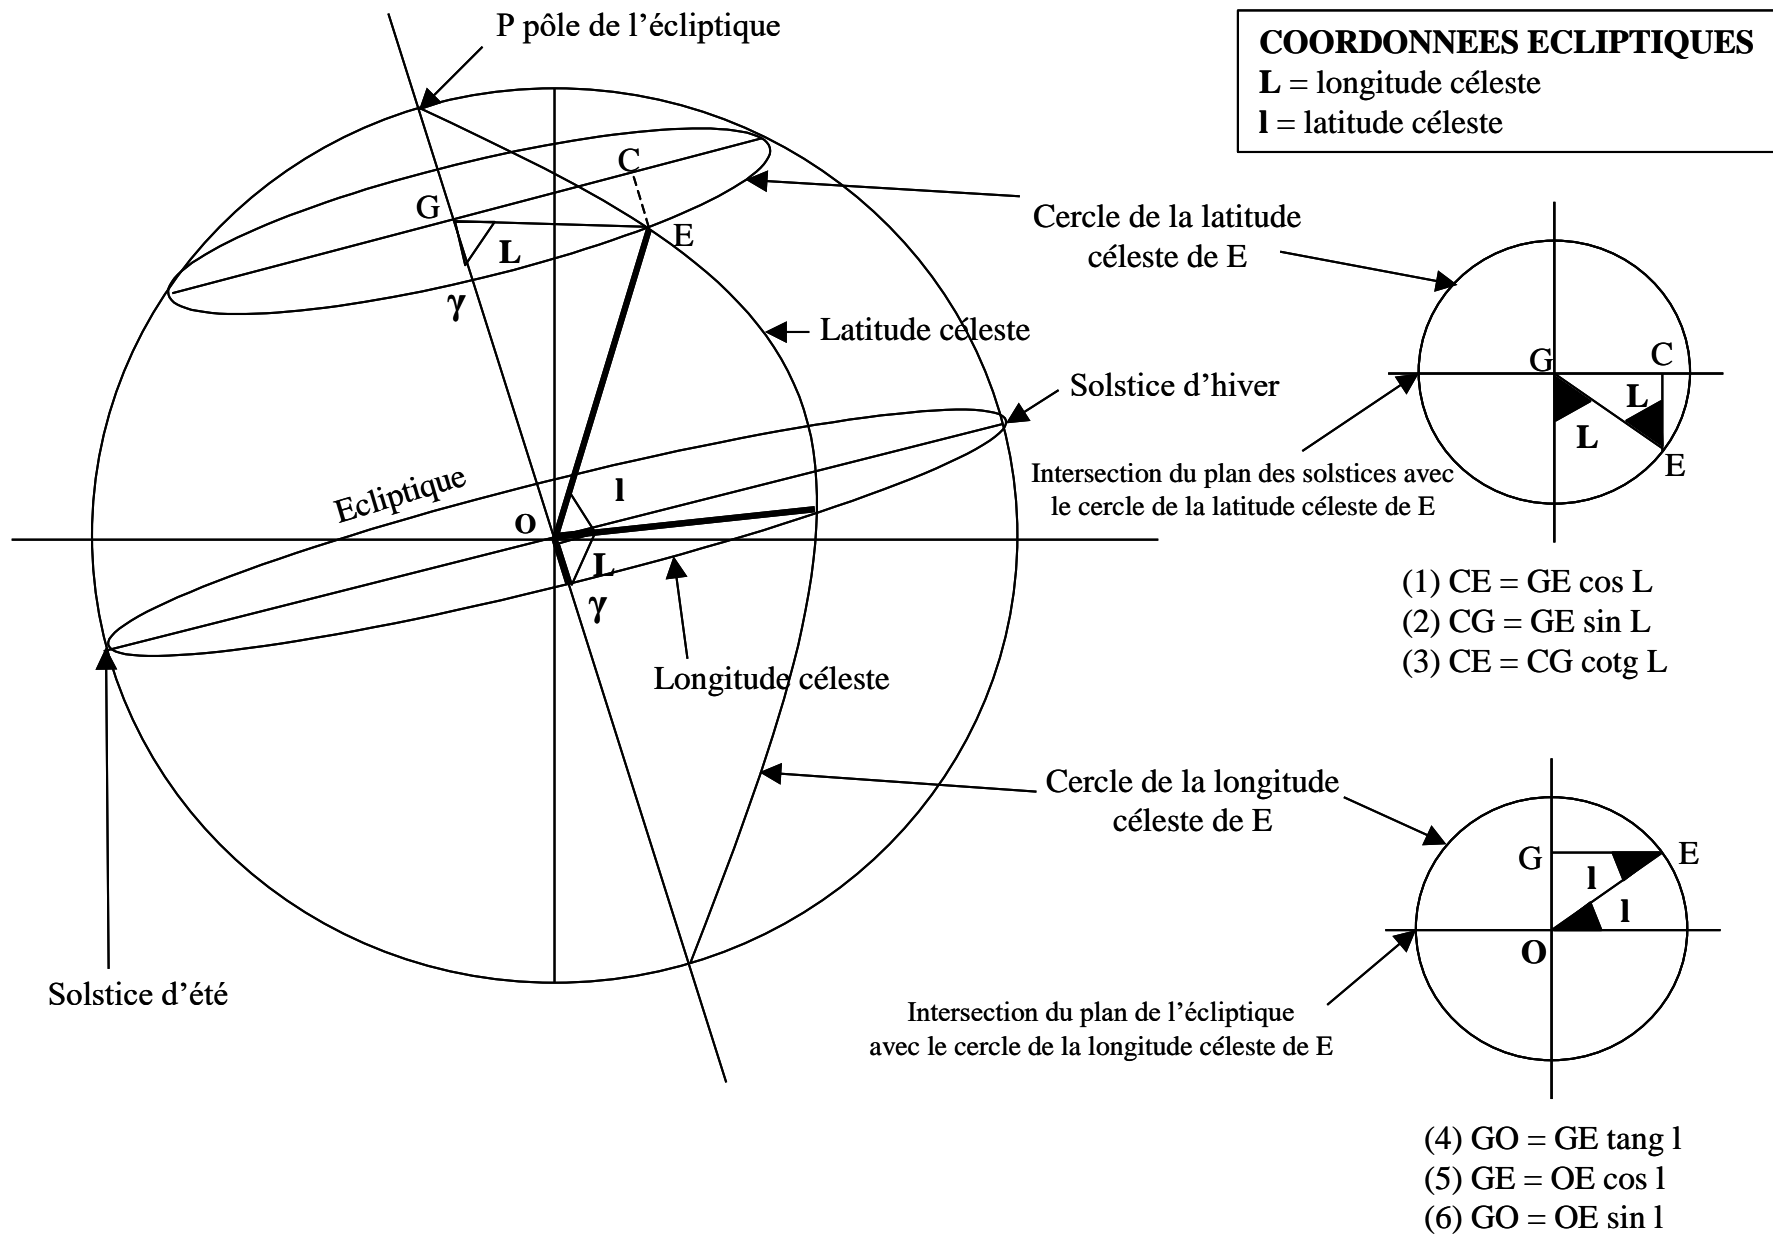 P pôle de l’écliptique
COORDONNEES ECLIPTIQUES
L = longitude céleste
l = latitude céleste
C
G
E
L
γ
Cercle de la latitude
céleste de E
Latitude céleste
Solstice d’hiver
G
C
L
L
E
Intersection du plan des solstices avec
le cercle de la latitude céleste de E
Ecliptique
l
O
L
γ
(1) CE = GE cos L
(2) CG = GE sin L
(3) CE = CG cotg L
Longitude céleste
Cercle de la longitude
céleste de E
G
E
l
l
O
Solstice d’été
Intersection du plan de l’écliptique
avec le cercle de la longitude céleste de E
(4) GO = GE tang l
(5) GE = OE cos l
(6) GO = OE sin l